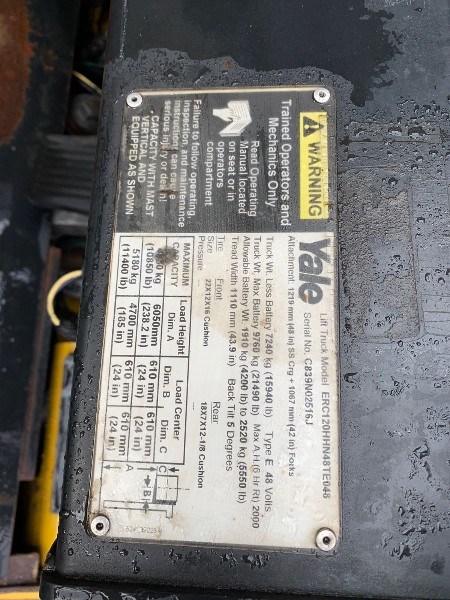 WARNING
Trained Operators and
Mechanics Only
Read Operating
Manual located
on seat or in
operators
compartment
Failure to follow operating,
inspection, and maintenance
instructions can cause
serious injury or death!
CAPACITY WITH MAST
VERTICAL AND
EQUIPPED AS SHOWN
Yale
Lift Truck Model ERC120HHN48TE048
Serial No. C839N02516J
Attachment 1219 mm (48 in) SS Crg + 1067 mm (42 in) Forks
Truck Wt. Less Battery 7240 kg (15940 lb) Type E 48 Volts
Truck Wt. Max Battery 9760 kg (21490 lb) Max A.H.(6 Hr Rt) 2000
Allowable Battery Wt. 1910 kg (4200 lb) to 2520 kg (5550 lb)
Tread Width 1110 mm (43.9 in) Back Tilt 5 Degrees
Tire Front Rear
Size 22X12X16 Cushion 18X7X12-1/8 Cushion
Pressure
MAXIMUM CAPACITY Load Height Dim. A Load Center Dim. B Dim. C
kg (10850 lb) 6050mm (238.2 in) 610 mm (24 in) 610 mm (24 in)
5180 kg (11400 lb) 4700 mm (185 in) 610 mm (24 in) 610 mm (24 in)
A
B
C